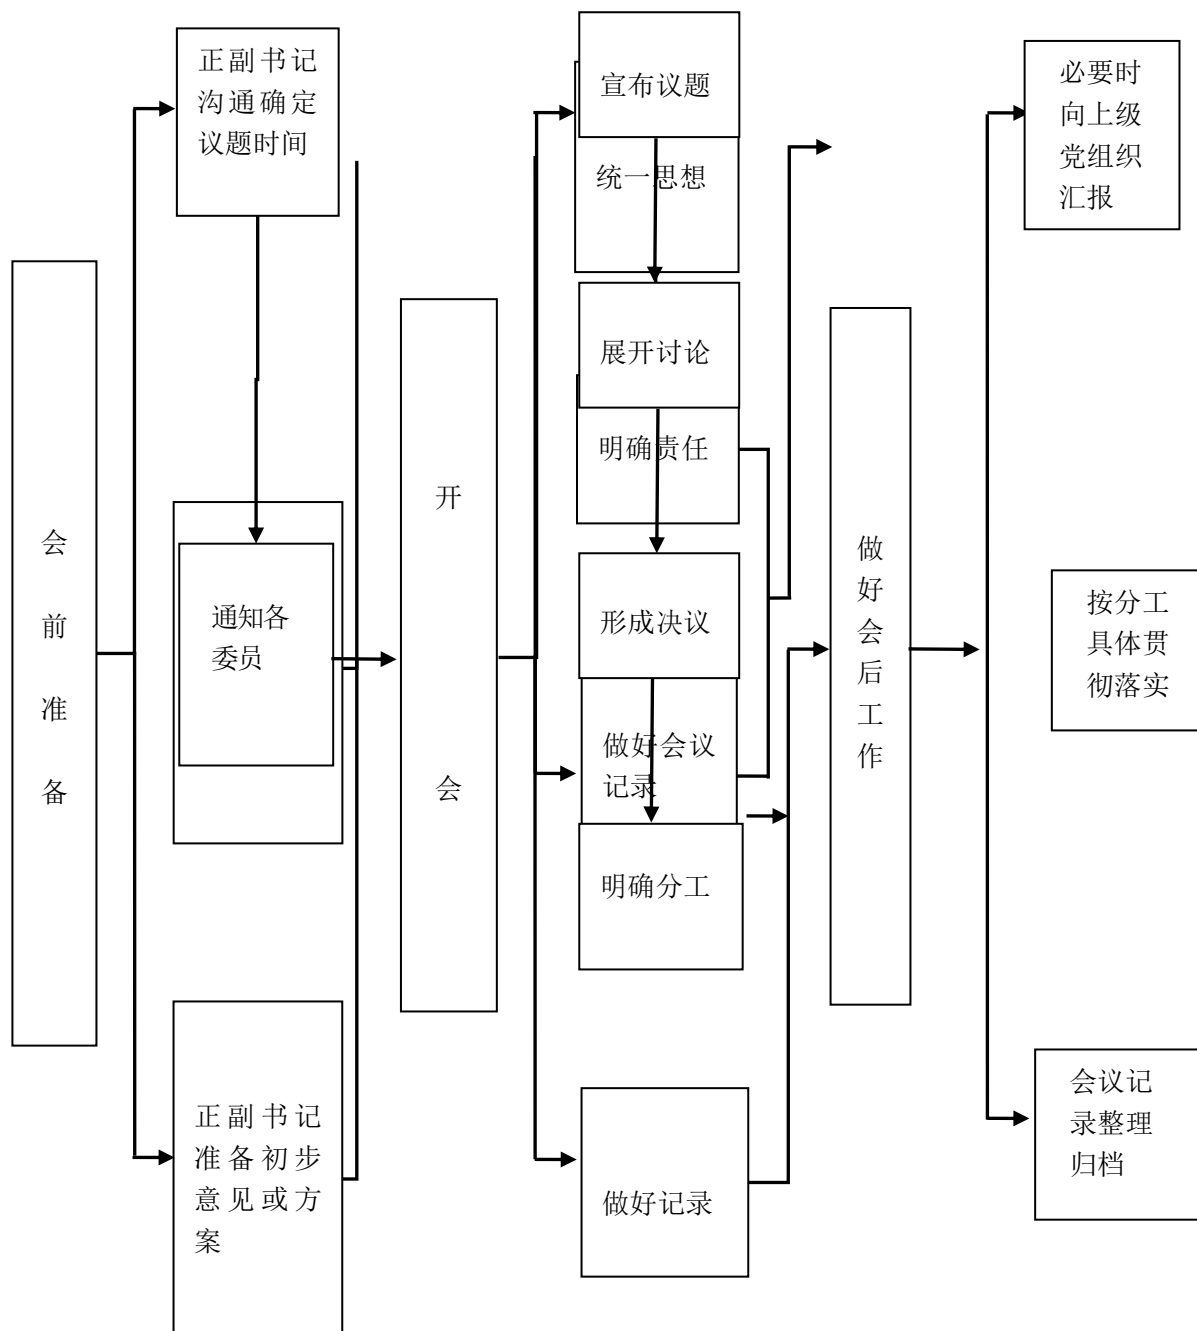 会
前
准
备
正副书记
沟通确定
议题时间
通知各
委员
正副书记
准备初步
意见或方
案
开
会
宣布议题
统一思想
展开讨论
明确责任
形成决议
做好会议
记录
明确分工
做好记录
做
好
会
后
工
作
必要时
向上级
党组织
汇报
按分工
具体贯
彻落实
会议记
录整理
归档